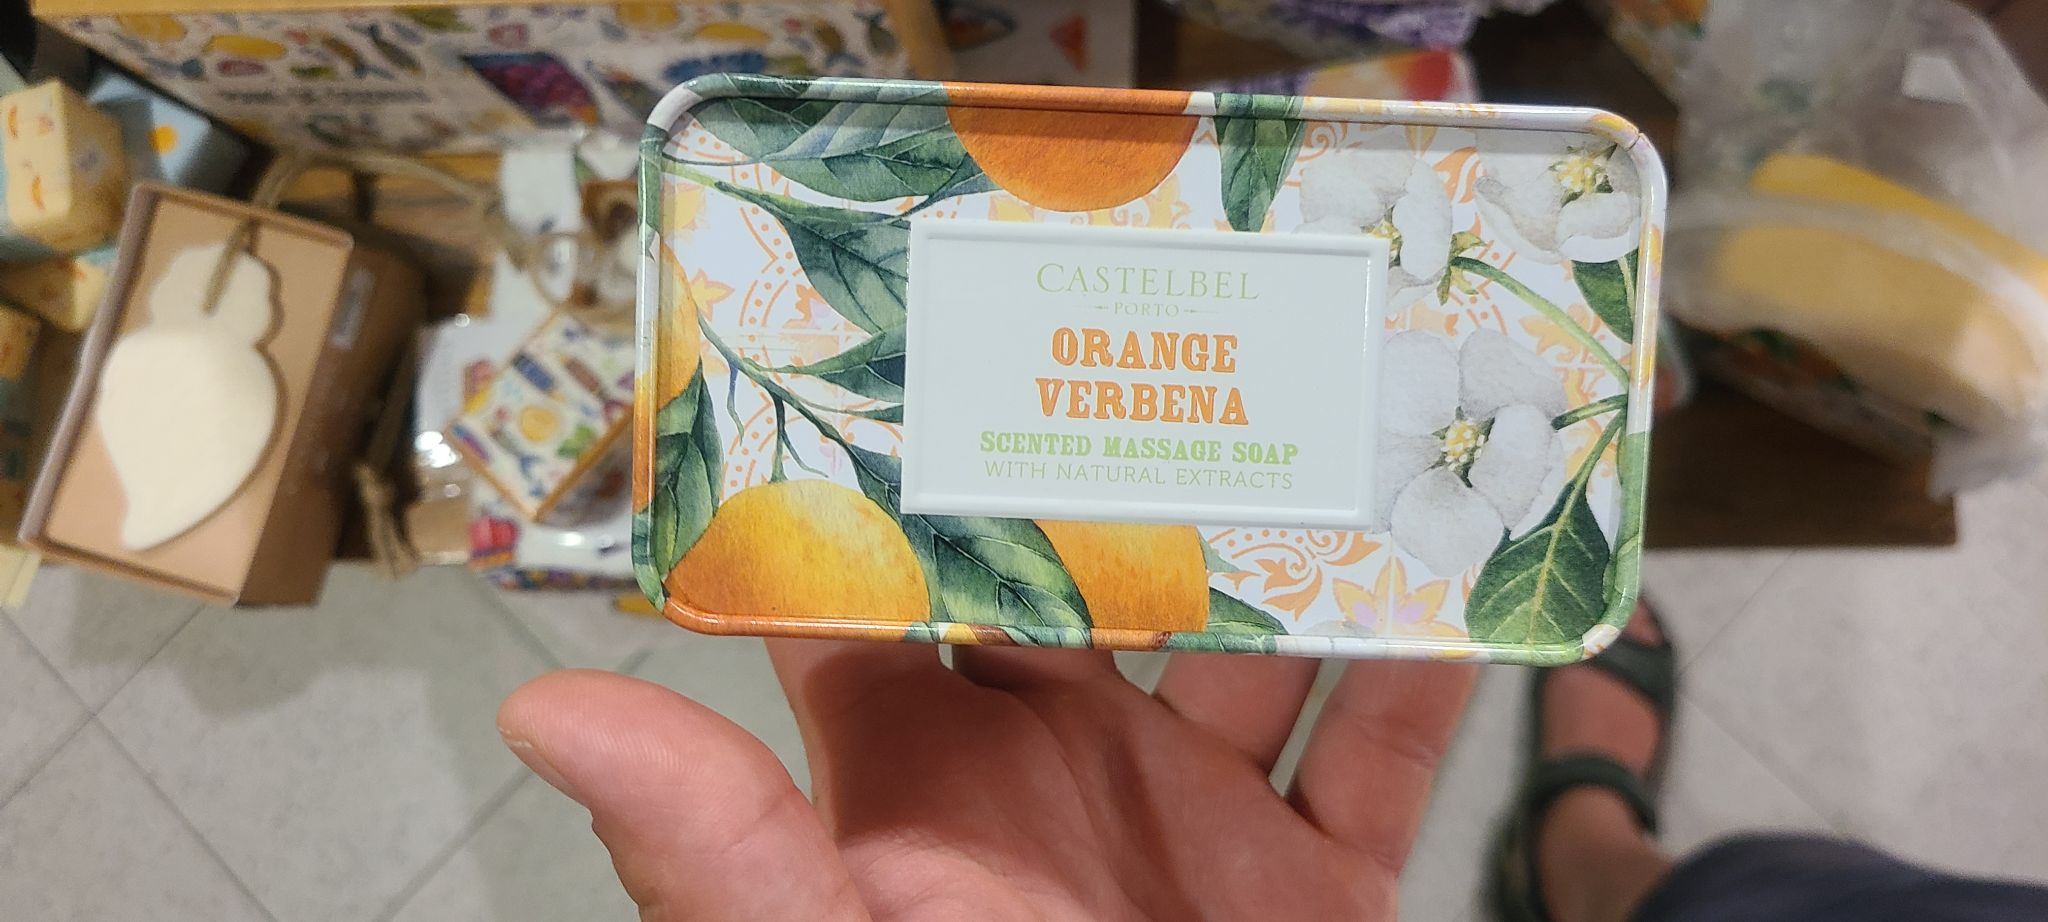 CASTELBEL
PORTO
ORANGE
VERBENA
SCENTED MASSAGE SOAP
WITH NATURAL EXTRACTS